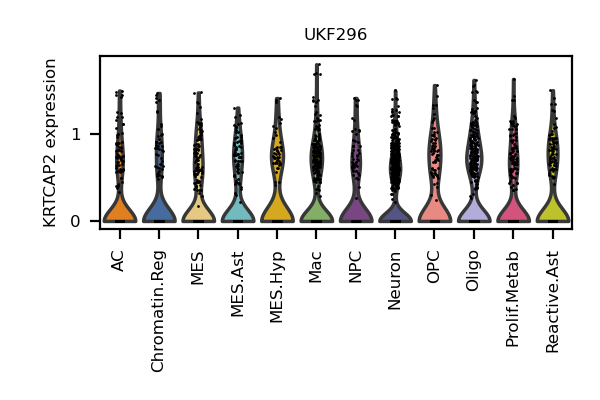 UKF296
KRTCAP2 expression
1
0
AC
Chromatin.Reg
MES
MES.Ast
MES.Hyp
Mac
NPC
Neuron
OPC
Oligo
Prolif.Metab
Reactive.Ast